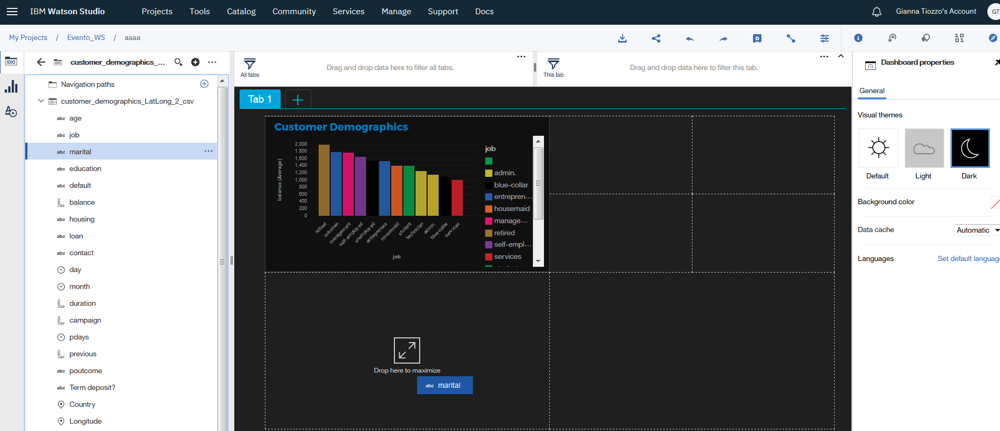 IBM Watson Studio
Projects
Tools
Catalog
Community
Services
Manage
Support
Docs
Gianna Tiozzo's Account
GT
My Projects / Evento_WS / aaaa
customer_demographics_...
Navigation paths
customer_demographics_LatLong_2_csv
abc age
abc job
abc marital
abc education
abc default
balance
abc housing
abc loan
abc contact
day
month
duration
campaign
pdays
previous
abc poutcome
abc Term deposit?
Country
Longitude
All tabs
Drag and drop data here to filter all tabs.
This tab
Drag and drop data here to filter this tab.
Tab 1
Customer Demographics
balance (Average)
2,000
1,800
1,600
1,400
1,200
1,000
800
600
400
200
0
retired
unknown
management
self-employed
unemployed
entrepreneur
housemaid
student
technician
admin.
blue-collar
services
job
job
admin.
blue-collar
entrepren...
housemaid
manage...
retired
self-empl...
services
Drop here to maximize
abc marital
Dashboard properties
General
Visual themes
Default
Light
Dark
Background color
Data cache
Automatic
Languages
Set default language